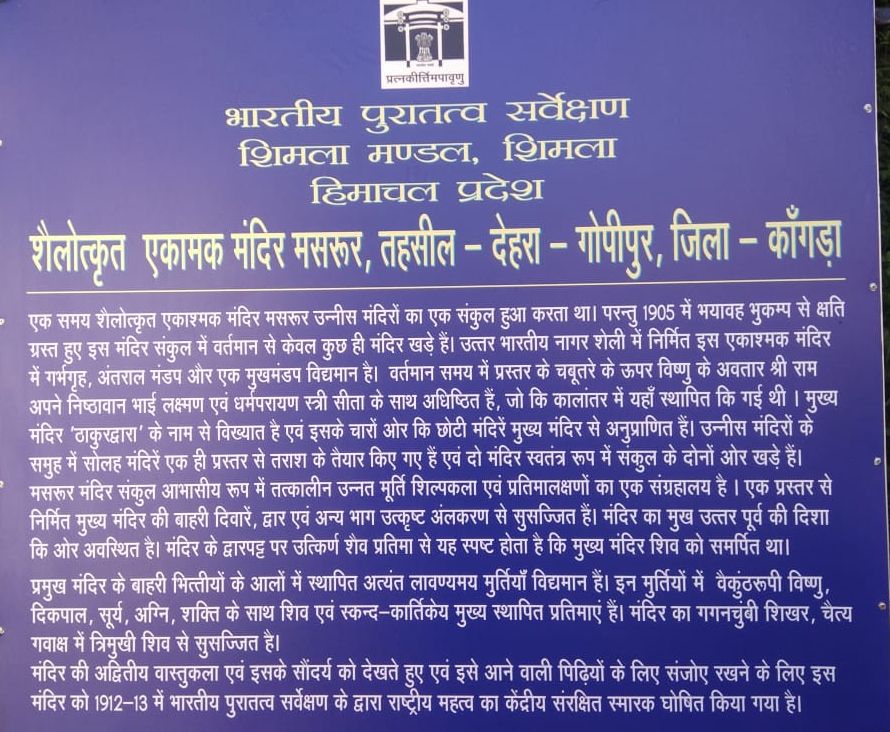 प्रत्नकीर्तिमपावृणु
भारतीय पुरातत्व सर्वेक्षण
शिमला मण्डल, शिमला
हिमाचल प्रदेश
शैलोत्कृत एकामक मंदिर मसरूर, तहसील – देहरा – गोपीपुर, जिला – काँगड़ा
एक समय शैलोत्कृत एकाश्मक मंदिर मसरूर उन्नीस मंदिरों का एक संकुल हुआ करता था। परन्तु 1905 में भयावह भुकम्प से क्षति
ग्रस्त हुए इस मंदिर संकुल में वर्तमान से केवल कुछ ही मंदिर खड़े हैं। उत्तर भारतीय नागर शेली में निर्मित इस एकाश्मक मंदिर
में गर्मगृह, अंतराल मंडप और एक मुखमंडप विद्यमान है। वर्तमान समय में प्रस्तर के चबूतरे के ऊपर विष्णु के अवतार श्री राम
अपने निष्ठावान भाई लक्ष्मण एवं धर्मपरायण स्त्री सीता के साथ अधिष्ठित हैं, जो कि कालांतर में यहाँ स्थापित कि गई थी । मुख्य
मंदिर 'ठाकुरद्वारा' के नाम से विख्यात है एवं इसके चारों ओर कि छोटी मंदिरें मुख्य मंदिर से अनुप्राणित हैं। उन्नीस मंदिरों के
समुह में सोलह मंदिरें एक ही प्रस्तर से तराश के तैयार किए गए हैं एवं दो मंदिर स्वतंत्र रूप में संकुल के दोनों ओर खड़े हैं।
मसरूर मंदिर संकुल आभासीय रूप में तत्कालीन उन्नत मूर्ति शिल्पकला एवं प्रतिमालक्षणों का एक संग्रहालय है । एक प्रस्तर से
निर्मित मुख्य मंदिर की बाहरी दिवारें, द्वार एवं अन्य भाग उत्कृष्ट अंलकरण से सुसज्जित हैं। मंदिर का मुख उत्तर पूर्व की दिशा
कि ओर अवस्थित है। मंदिर के द्वारपट्ट पर उत्किर्ण शैव प्रतिमा से यह स्पष्ट होता है कि मुख्य मंदिर शिव को समर्पित था।
प्रमुख मंदिर के बाहरी भित्तीयों के आलों में स्थापित अत्यंत लावण्यमय मुर्तियाँ विद्यमान हैं। इन मुर्तियों में वैकुंठरूपी विष्णु,
दिकपाल, सूर्य, अग्नि, शक्ति के साथ शिव एवं स्कन्द–कार्तिकेय मुख्य स्थापित प्रतिमाएं हैं। मंदिर का गगनचुंबी शिखर, चैत्य
गवाक्ष में त्रिमुखी शिव से सुसज्जित है।
मंदिर की अद्वितीय वास्तुकला एवं इसके सौंदर्य को देखते हुए एवं इसे आने वाली पिढ़ियों के लिए संजोए रखने के लिए इस
मंदिर को 1912–13 में भारतीय पुरातत्व सर्वेक्षण के द्वारा राष्ट्रीय महत्व का केंद्रीय संरक्षित स्मारक घोषित किया गया है।